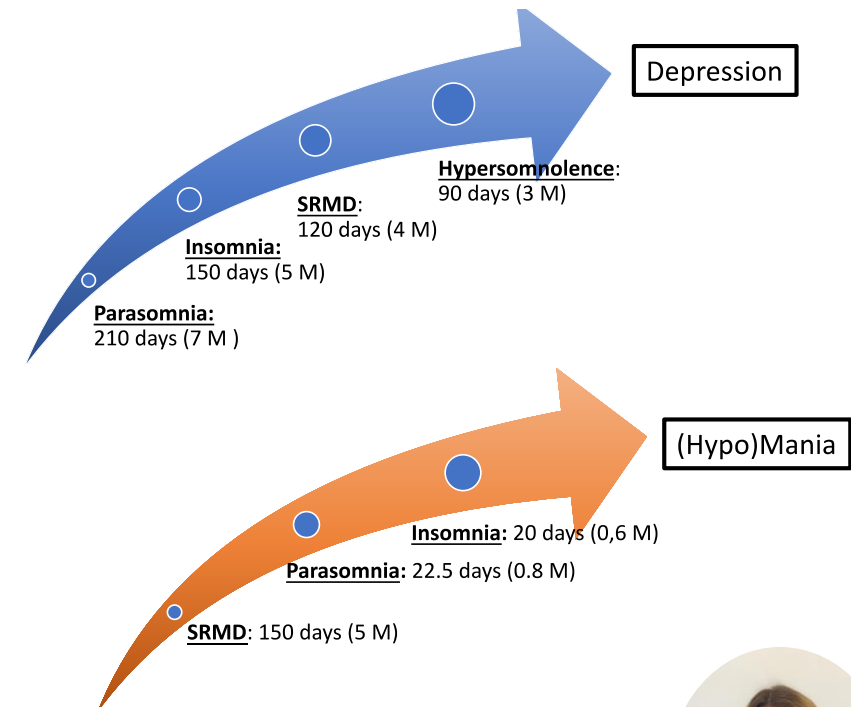 Depression
Hypersomnolence:
90 days (3 M)
SRMD:
120 days (4 M)
Insomnia:
150 days (5 M)
Parasomnia:
210 days (7 M )
(Hypo)Mania
Insomnia: 20 days (0,6 M)
Parasomnia: 22.5 days (0.8 M)
SRMD: 150 days (5 M)